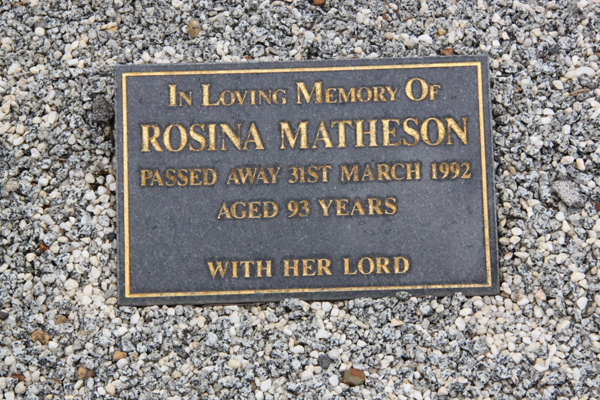 In Loving Memory Of
ROSINA MATHESON
PASSED AWAY 31ST MARCH 1992
AGED 93 YEARS
WITH HER LORD